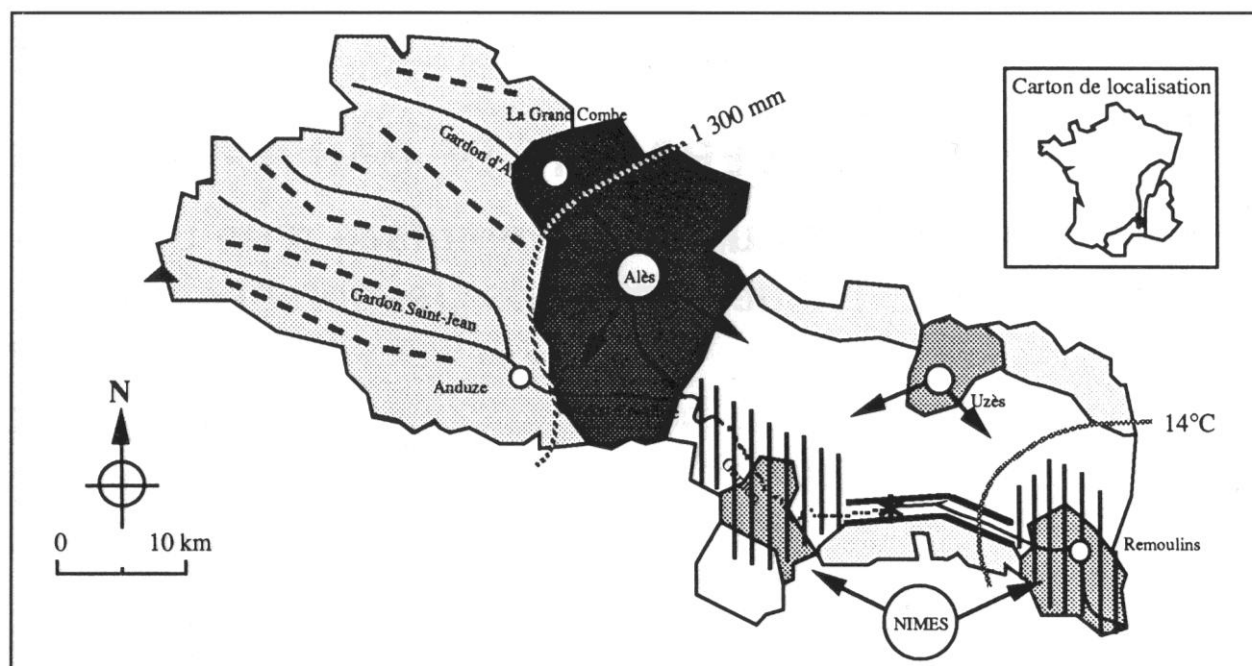 Carton de localisation
La Grand Combe
1 300 mm
Gardon d'A
Alès
Gardon Saint-Jean
Anduze
Uzès
14°C
N
0 10 km
Remoulins
NIMES